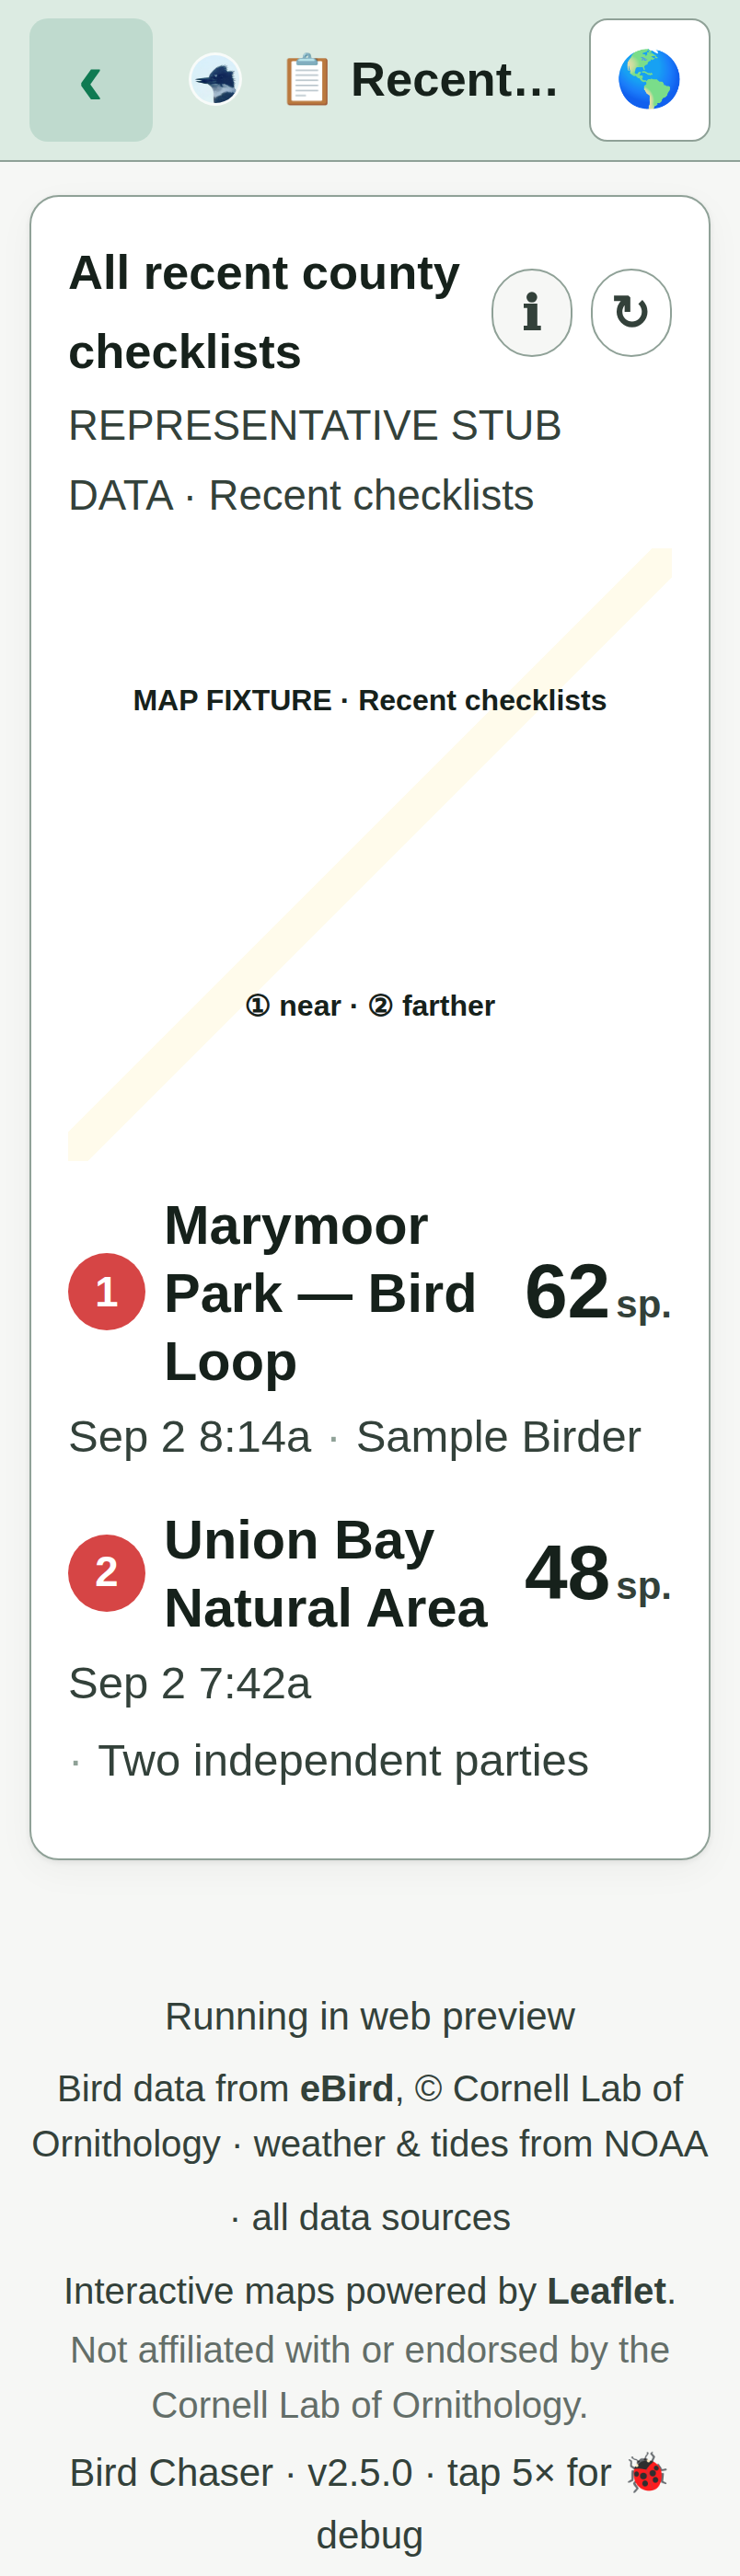 ‹ 📋 Recent… 🌎
All recent county
checklists
ℹ ↻
REPRESENTATIVE STUB
DATA · Recent checklists
MAP FIXTURE · Recent checklists
① near · ② farther
1 Marymoor
Park — Bird
Loop
62 sp.
Sep 2 8:14a · Sample Birder
2 Union Bay
Natural Area
48 sp.
Sep 2 7:42a
· Two independent parties
Running in web preview
Bird data from eBird, © Cornell Lab of
Ornithology · weather & tides from NOAA
· all data sources
Interactive maps powered by Leaflet.
Not affiliated with or endorsed by the
Cornell Lab of Ornithology.
Bird Chaser · v2.5.0 · tap 5× for 🐞
debug